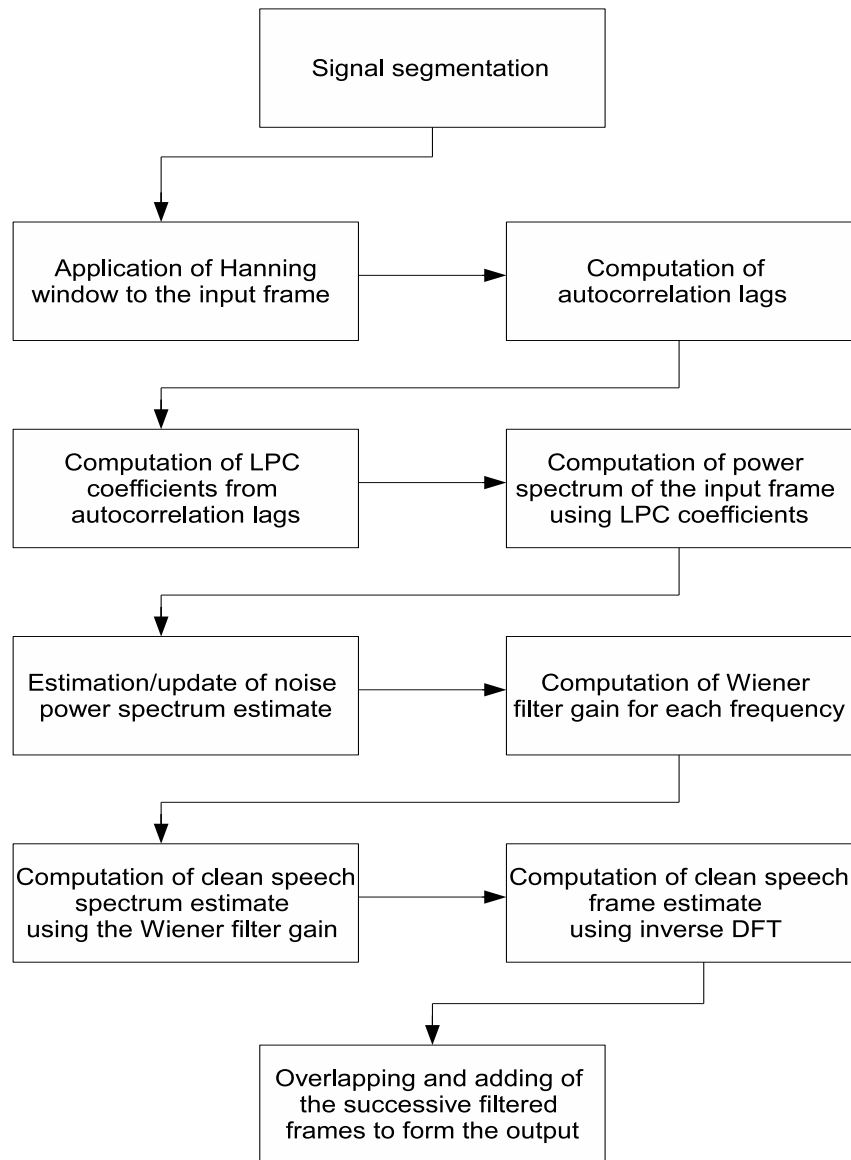 Signal segmentation
Application of Hanning
window to the input frame
Computation of
autocorrelation lags
Computation of LPC
coefficients from
autocorrelation lags
Computation of power
spectrum of the input frame
using LPC coefficients
Estimation/update of noise
power spectrum estimate
Computation of Wiener
filter gain for each frequency
Computation of clean speech
spectrum estimate
using the Wiener filter gain
Computation of clean speech
frame estimate
using inverse DFT
Overlapping and adding of
the successive filtered
frames to form the output